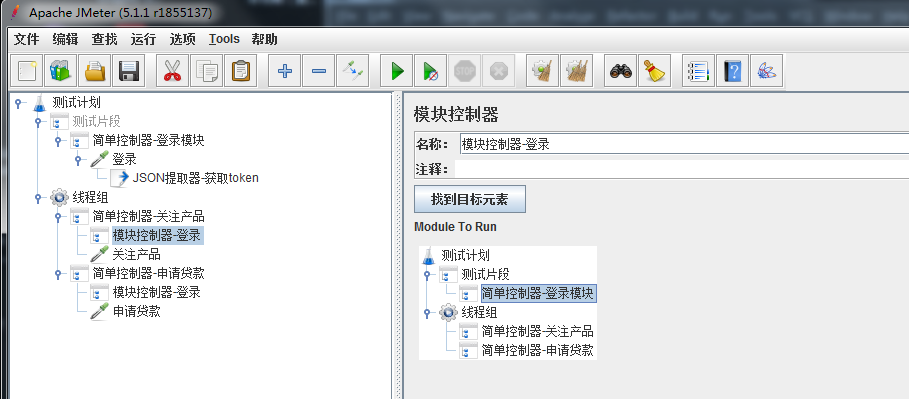 Apache JMeter (5.1.1 r1855137)
文件 编辑 查找 运行 选项 Tools 帮助
测试计划
测试片段
简单控制器-登录模块
登录
JSON提取器-获取token
线程组
简单控制器-关注产品
模块控制器-登录
关注产品
简单控制器-申请贷款
模块控制器-登录
申请贷款
模块控制器
名称： 模块控制器-登录
注释：
找到目标元素
Module To Run
测试计划
测试片段
简单控制器-登录模块
线程组
简单控制器-关注产品
简单控制器-申请贷款